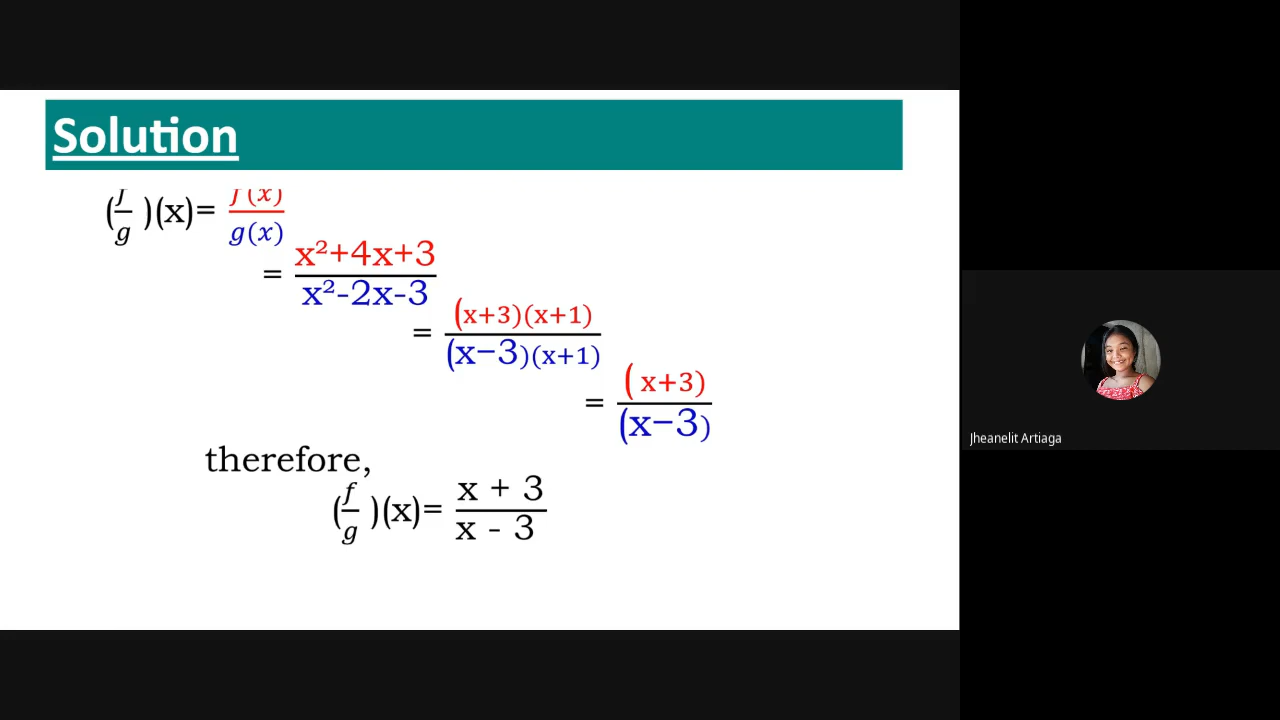 Solution
(f/g )(x)= f(x)/g(x)
= x²+4x+3/x²-2x-3
= (x+3)(x+1)/(x−3)(x+1)
= ( x+3)/(x−3)
therefore,
(f/g )(x)= x + 3/x - 3
Jheanelit Artiaga